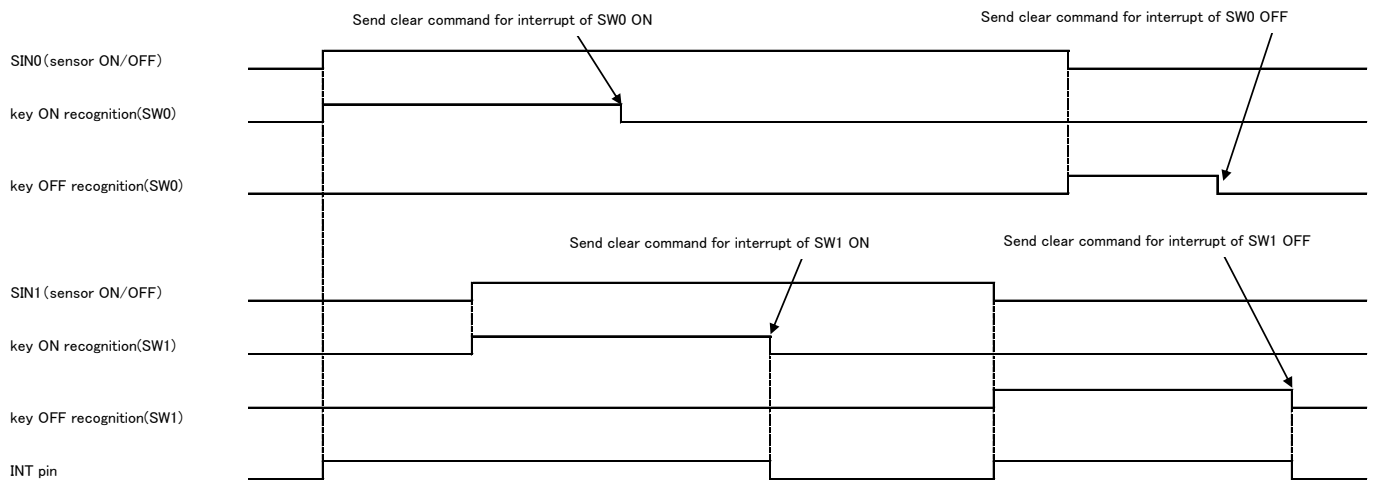 Send clear command for interrupt of SW0 ON
Send clear command for interrupt of SW0 OFF
SIN0(sensor ON/OFF)
key ON recognition(SW0)
key OFF recognition(SW0)
Send clear command for interrupt of SW1 ON
Send clear command for interrupt of SW1 OFF
SIN1(sensor ON/OFF)
key ON recognition(SW1)
key OFF recognition(SW1)
INT pin